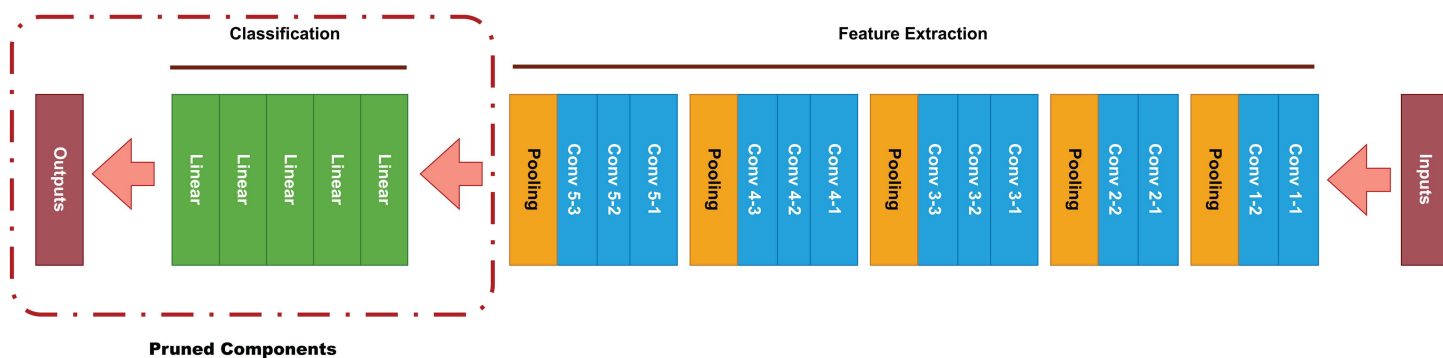 Classification
Feature Extraction
Outputs
Linear
Linear
Linear
Linear
Linear
Pooling
Conv 5-3
Conv 5-2
Conv 5-1
Pooling
Conv 4-3
Conv 4-2
Conv 4-1
Pooling
Conv 3-3
Conv 3-2
Conv 3-1
Pooling
Conv 2-2
Conv 2-1
Pooling
Conv 1-2
Conv 1-1
Inputs
Pruned Components